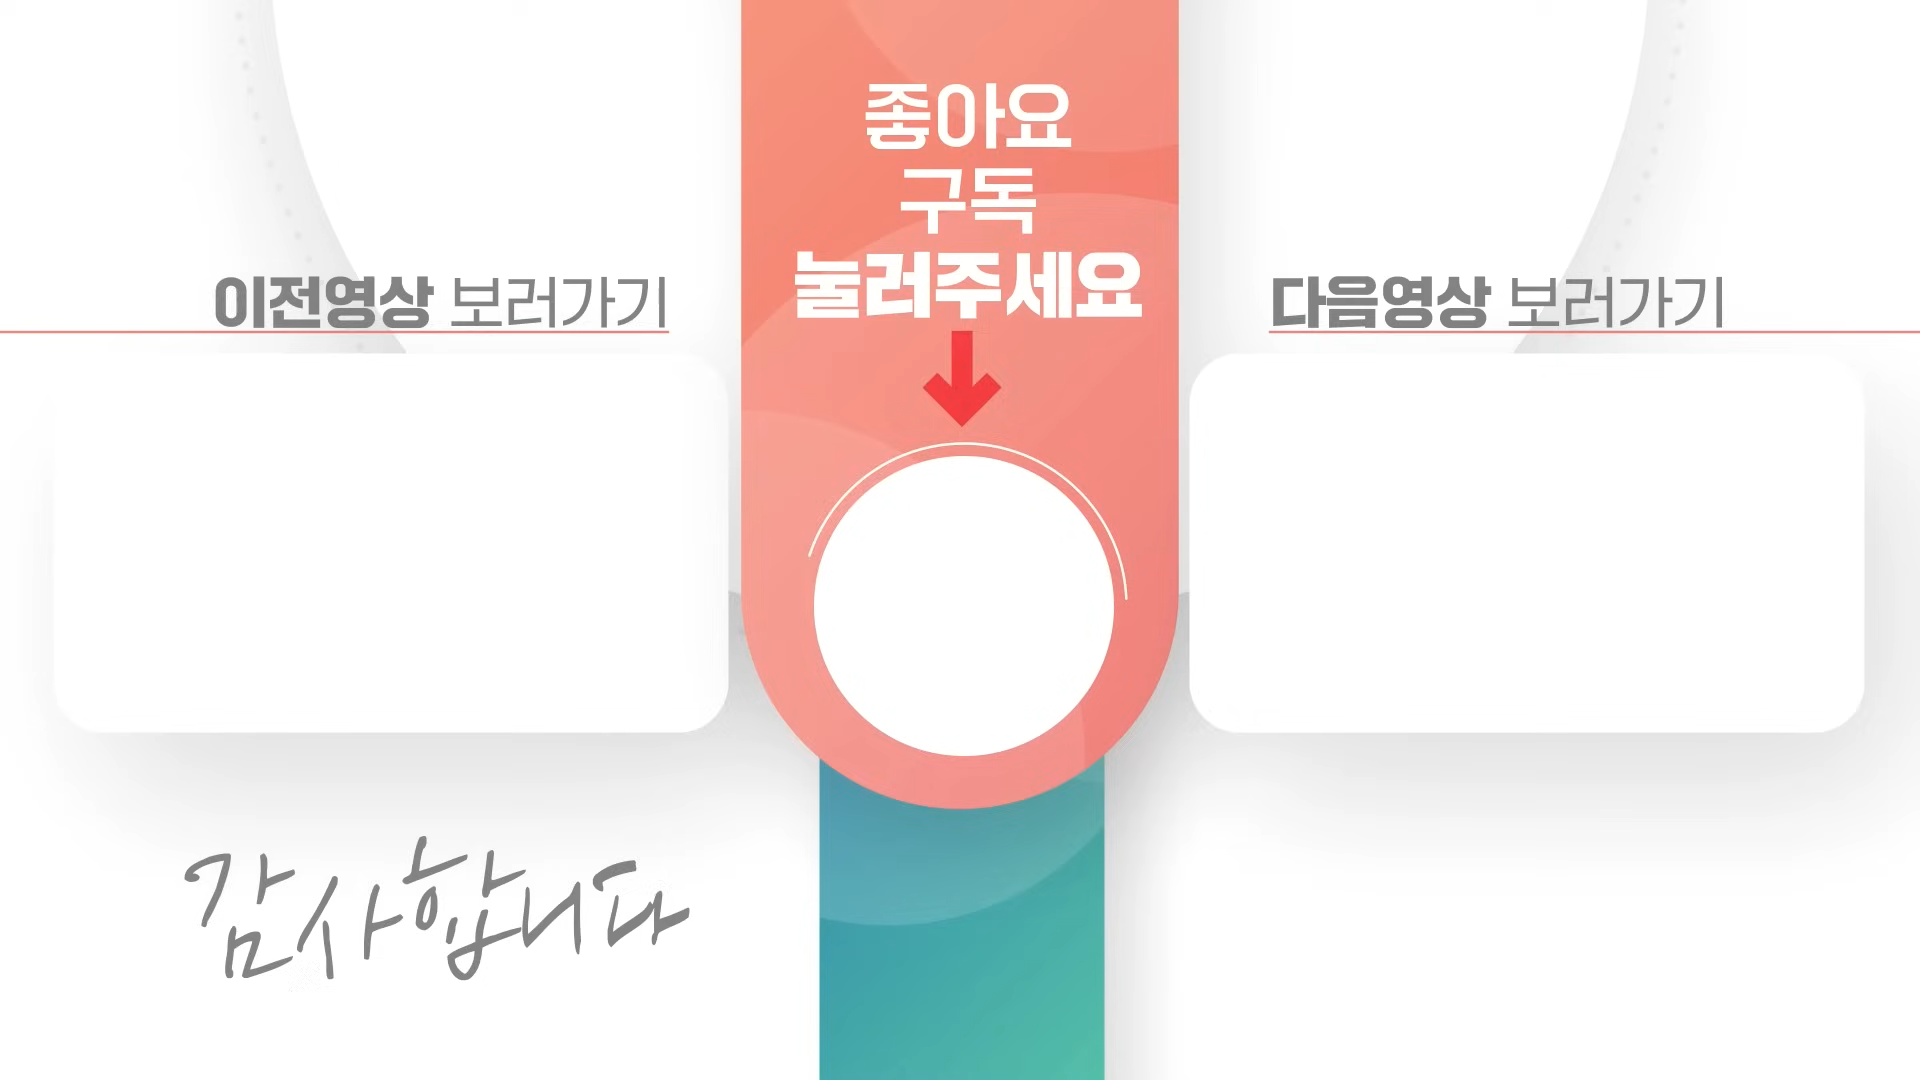 좋아요
구독
눌러주세요
이전영상 보러가기
다음영상 보러가기
감사합니다